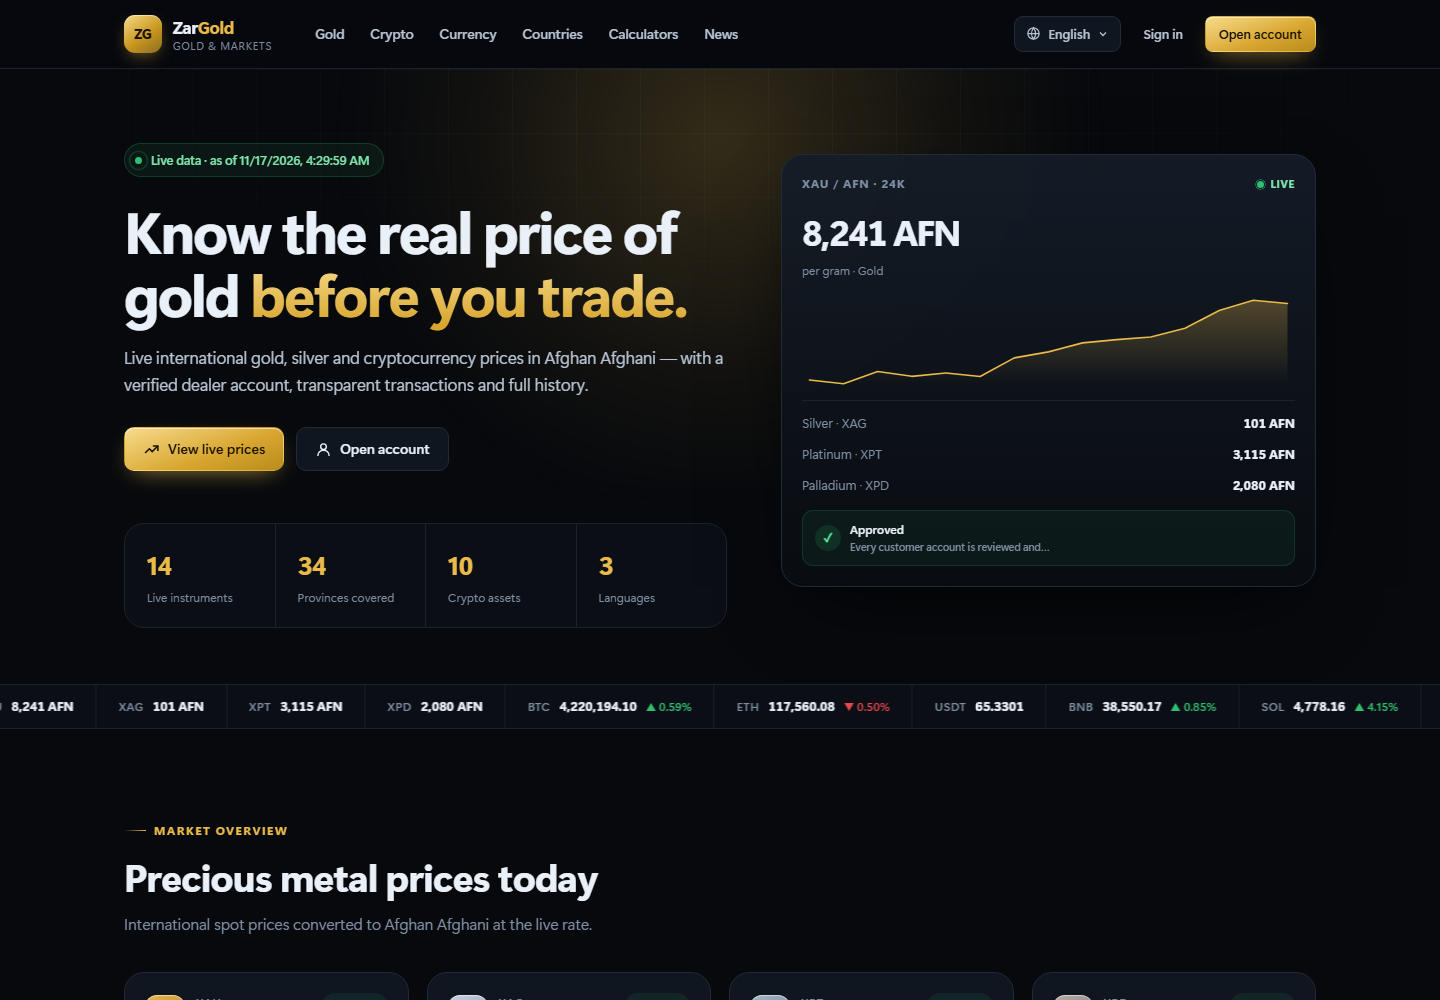 ZG
ZarGold
GOLD & MARKETS
Gold
Crypto
Currency
Countries
Calculators
News
English
Sign in
Open account
Live data · as of 11/17/2026, 4:29:59 AM
Know the real price of
gold before you trade.
Live international gold, silver and cryptocurrency prices in Afghan Afghani — with a
verified dealer account, transparent transactions and full history.
View live prices
Open account
14
Live instruments
34
Provinces covered
10
Crypto assets
3
Languages
XAU / AFN · 24K
LIVE
8,241 AFN
per gram · Gold
Silver · XAG
101 AFN
Platinum · XPT
3,115 AFN
Palladium · XPD
2,080 AFN
Approved
Every customer account is reviewed and...
8,241 AFN
XAG 101 AFN
XPT 3,115 AFN
XPD 2,080 AFN
BTC 4,220,194.10 ▲ 0.59%
ETH 117,560.08 ▼ 0.50%
USDT 65.3301
BNB 38,550.17 ▲ 0.85%
SOL 4,778.16 ▲ 4.15%
MARKET OVERVIEW
Precious metal prices today
International spot prices converted to Afghan Afghani at the live rate.